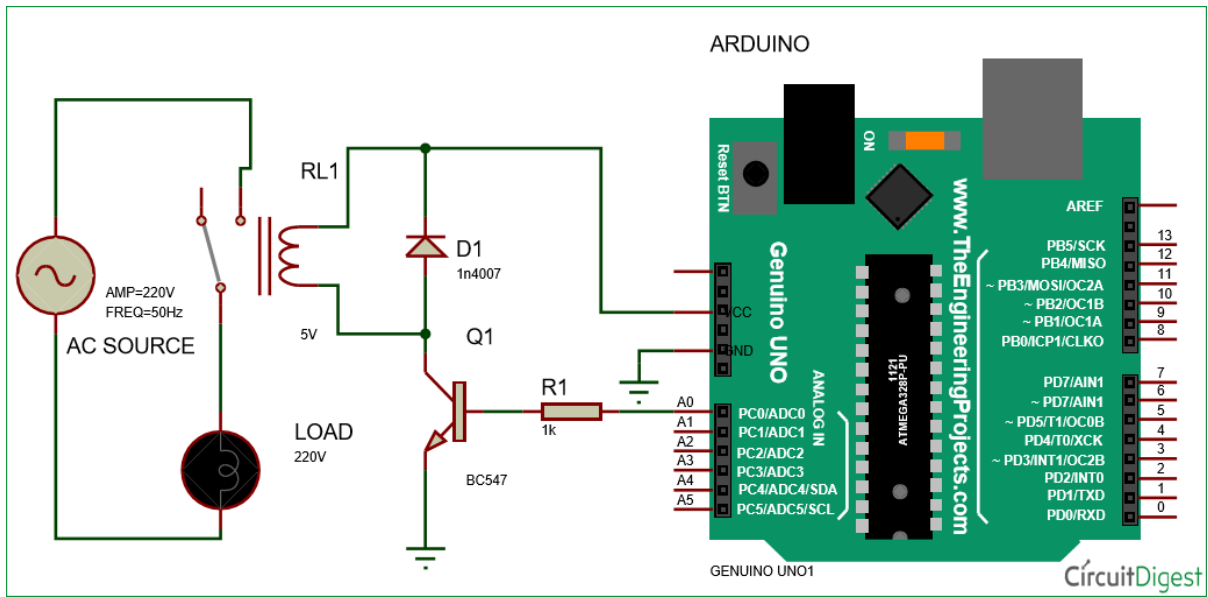 ARDUINO
RL1
5V
D1
1n4007
Q1
BC547
R1
1k
AMP=220V
FREQ=50Hz
AC SOURCE
LOAD
220V
Reset BTN
ON
Genuino UNO
www.TheEngineeringProjects.com
1121
ATMEGA328P-PU
ANALOG IN
VCC
GND
A0 PC0/ADC0
A1 PC1/ADC1
A2 PC2/ADC2
A3 PC3/ADC3
A4 PC4/ADC4/SDA
A5 PC5/ADC5/SCL
AREF
PB5/SCK 13
PB4/MISO 12
~ PB3/MOSI/OC2A 11
~ PB2/OC1B 10
~ PB1/OC1A 9
PB0/ICP1/CLKO 8
PD7/AIN1 7
~ PD7/AIN1 6
~ PD5/T1/OC0B 5
PD4/T0/XCK 4
~ PD3/INT1/OC2B 3
PD2/INT0 2
PD1/TXD 1
PD0/RXD 0
GENUINO UNO1
CircuitDigest